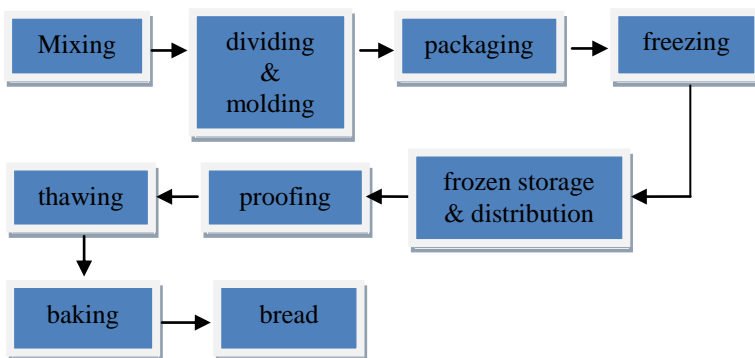 Mixing
dividing
&
molding
packaging
freezing
frozen storage
& distribution
proofing
thawing
baking
bread